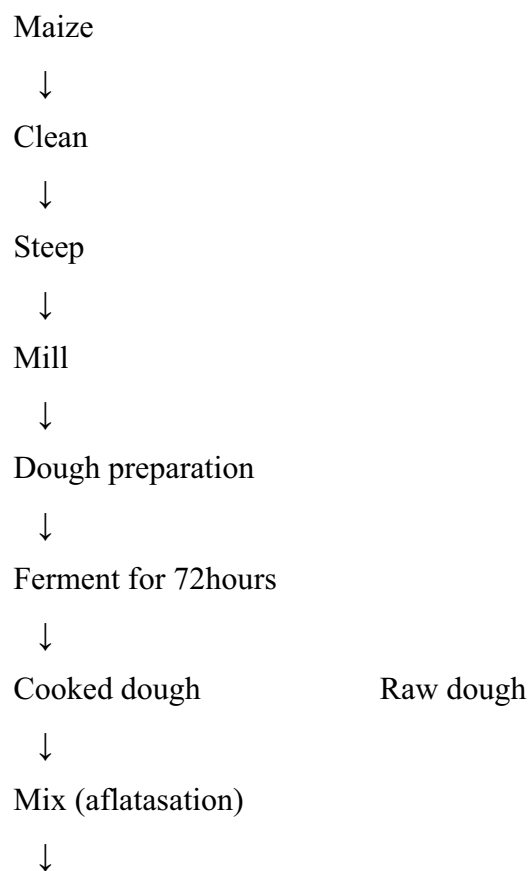 Maize
↓
Clean
↓
Steep
↓
Mill
↓
Dough preparation
↓
Ferment for 72hours
↓
Cooked dough Raw dough
↓
Mix (aflatasation)
↓